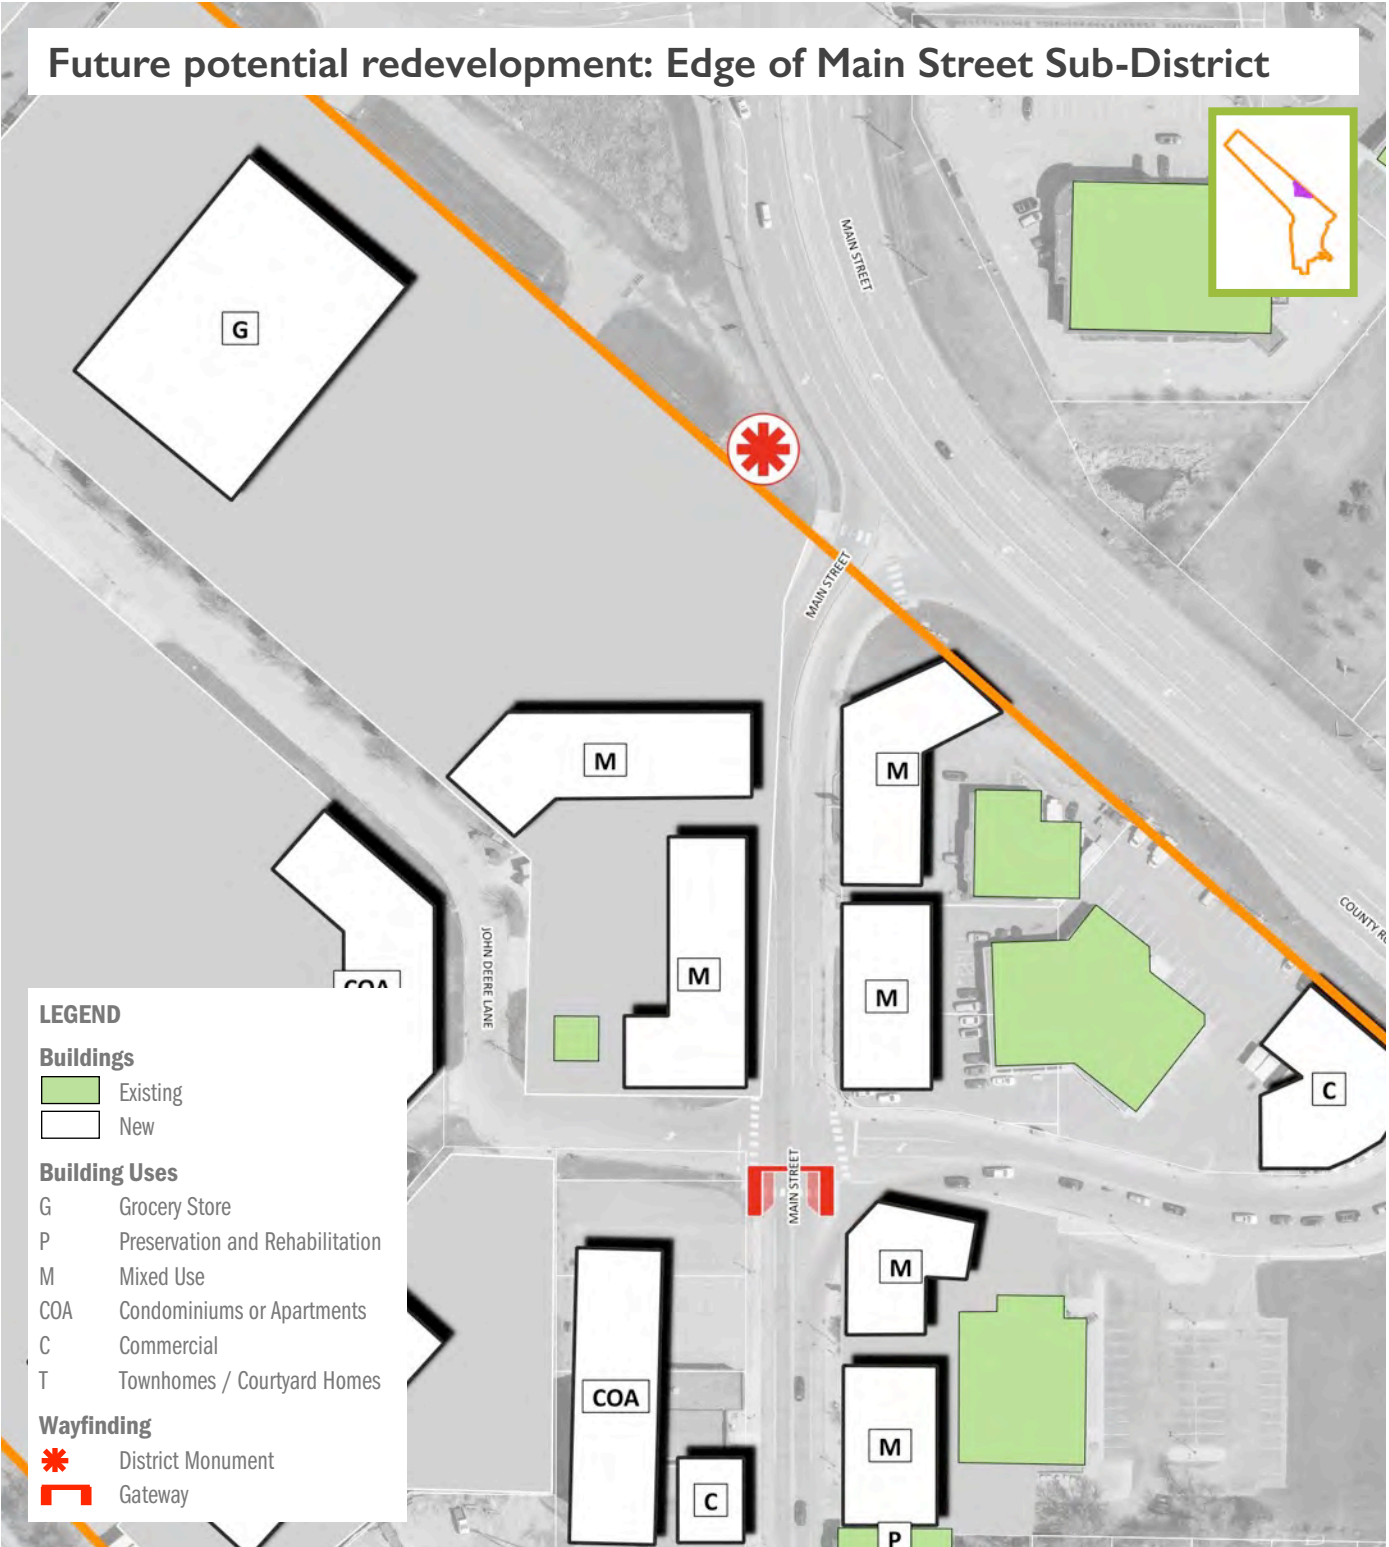 Future potential redevelopment: Edge of Main Street Sub-District
MAIN STREET
G
MAIN STREET
M
M
COUNTY
JOHN DEERE LANE
M
M
COA
C
LEGEND
Buildings
Existing
New
Building Uses
G Grocery Store
P Preservation and Rehabilitation
M Mixed Use
COA Condominiums or Apartments
C Commercial
T Townhomes / Courtyard Homes
Wayfinding
District Monument
Gateway
MAIN STREET
M
COA
M
C
P